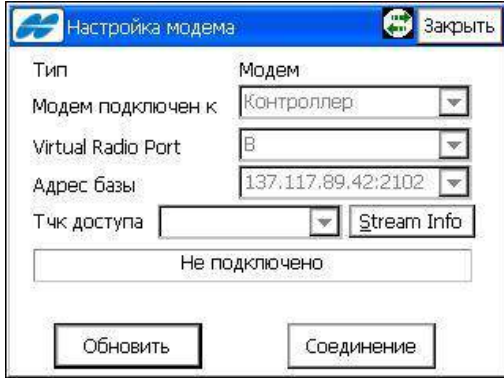 Настройка модема Закрыть
Тип Модем
Модем подключен к Контроллер
Virtual Radio Port B
Адрес базы 137.117.89.42:2102
Тчк доступа Stream Info
Не подключено
Обновить Соединение